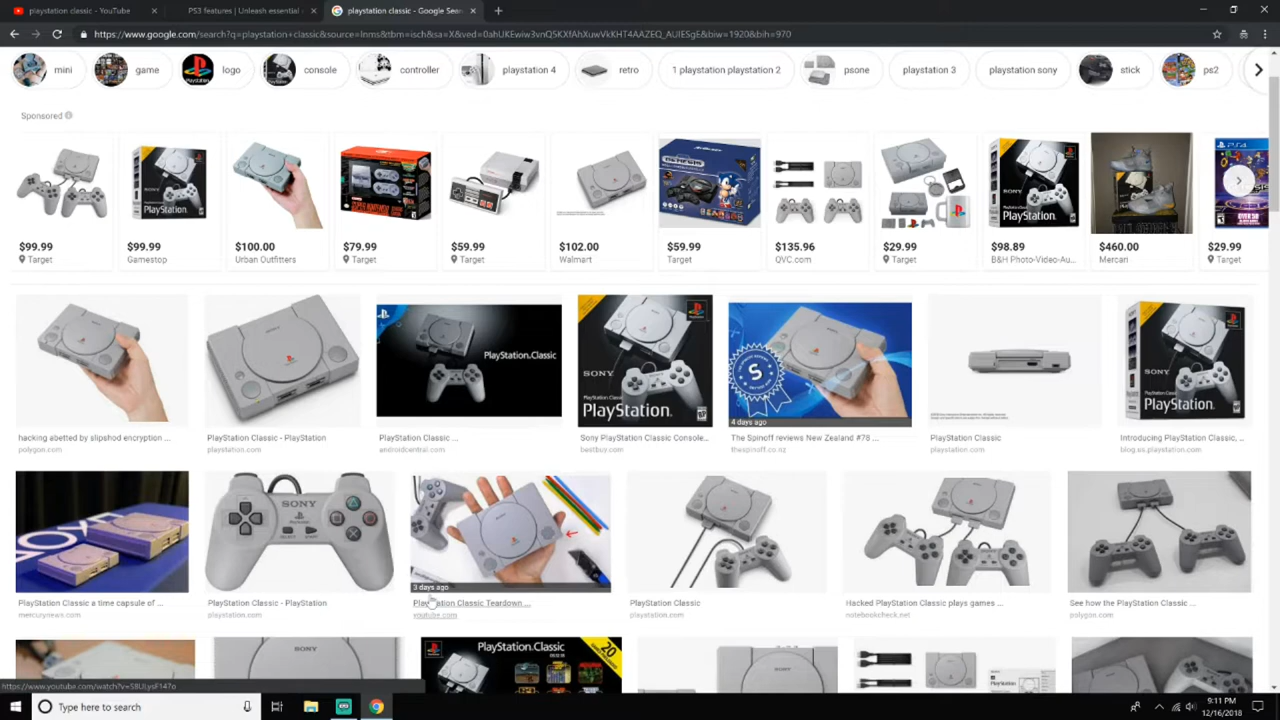 playstation classic - YouTube
PS3 features | Unleash essential
playstation classic - Google Sear
https://www.google.com/search?q=playstation+classic&source=lnms&tbm=isch&sa=X&ved=
mini
game
logo
console
controller
playstation 4
retro
1 playstation playstation 2
psone
playstation 3
playstation sony
stick
ps2
Sponsored
$99.99
Target
$99.99
Gamestop
$100.00
Urban Outfitters
$79.99
Target
$59.99
Target
$102.00
Walmart
$59.99
Target
$135.96
QVC.com
$29.99
Target
$98.89
B&H Photo-Video-Au...
$460.00
Mercari
$29.99
Target
PlayStation.Classic
SONY
PlayStation
4 days ago
hacking abetted by slipshod encryption ...
polygon.com
PlayStation Classic - PlayStation
playstation.com
PlayStation Classic ...
androidcentral.com
Sony PlayStation Classic Console...
bestbuy.com
The Spinoff reviews New Zealand #78 ...
thespinoff.co.nz
PlayStation Classic
playstation.com
Introducing PlayStation Classic, ...
blog.us.playstation.com
3 days ago
PlayStation Classic a time capsule of ...
mercurynews.com
PlayStation Classic - PlayStation
playstation.com
PlayStation Classic Teardown ...
youtube.com
PlayStation Classic
playstation.com
Hacked PlayStation Classic plays games ...
notebookcheck.net
See how the PlayStation Classic ...
polygon.com
SONY
PlayStation.Classic
20
SONY
https://www.youtube.com/watch?v=
Type here to search
9:11 PM
12/16/2018